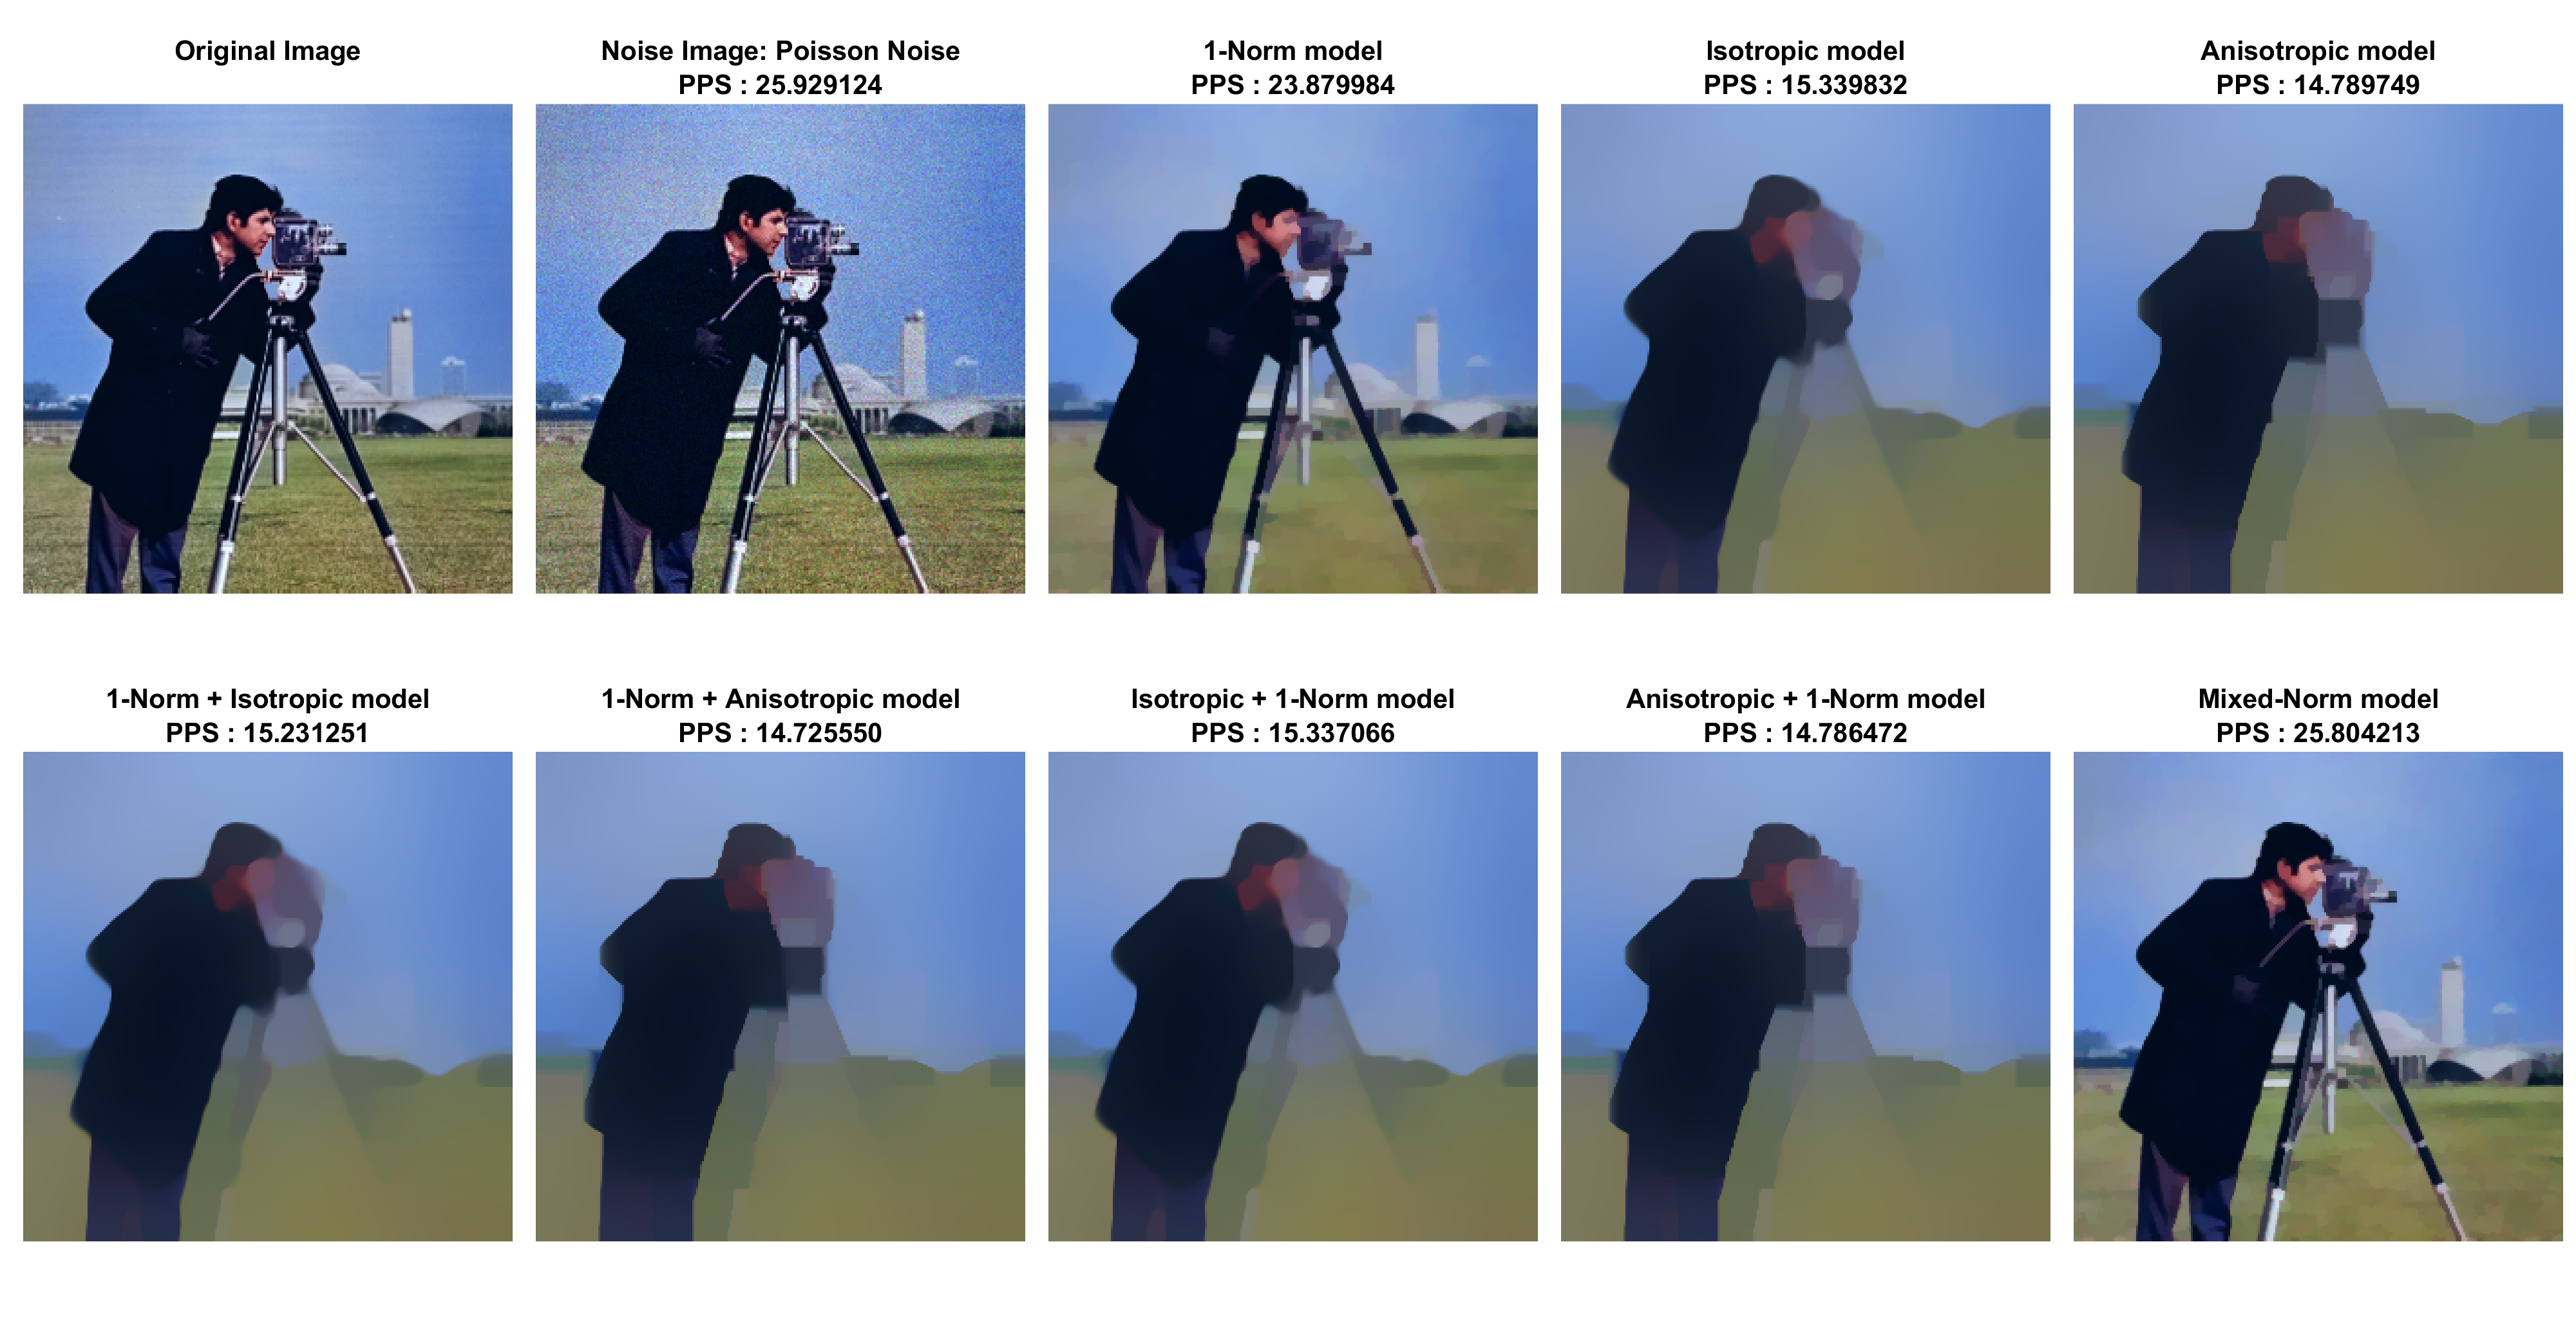 Original Image
Noise Image: Poisson Noise
PPS : 25.929124
1-Norm model
PPS : 23.879984
Isotropic model
PPS : 15.339832
Anisotropic model
PPS : 14.789749
1-Norm + Isotropic model
PPS : 15.231251
1-Norm + Anisotropic model
PPS : 14.725550
Isotropic + 1-Norm model
PPS : 15.337066
Anisotropic + 1-Norm model
PPS : 14.786472
Mixed-Norm model
PPS : 25.804213